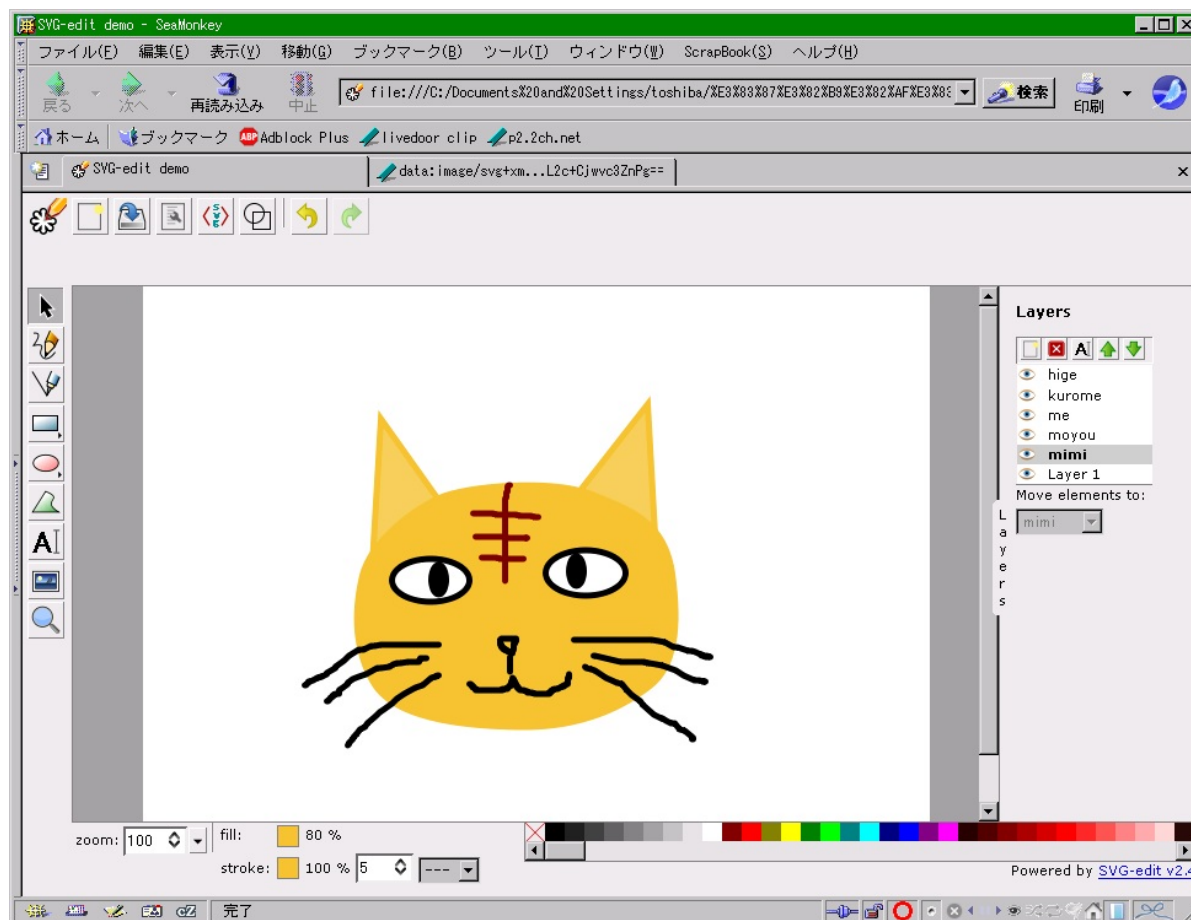 SVG-edit demo - SeaMonkey
ファイル(F) 編集(E) 表示(V) 移動(G) ブックマーク(B) ツール(T) ウィンドウ(W) ScrapBook(S) ヘルプ(H)
戻る 次へ 再読み込み 中止 file:///C:/Documents%20and%20Settings/toshiba/%E3%83%87%E3%82%B9%E3%82%AF%E3%83 検索 印刷
ホーム ブックマーク ABP Adblock Plus livedoor clip p2.2ch.net
SVG-edit demo data:image/svg+xm...L2c+Cjwvc3ZnPg==
Layers
hige
kurome
me
moyou
mimi
Layer 1
Move elements to:
mimi
Layers
zoom: 100 fill: 80 %
stroke: 100 % 5 ---
Powered by SVG-edit v2.4
完了